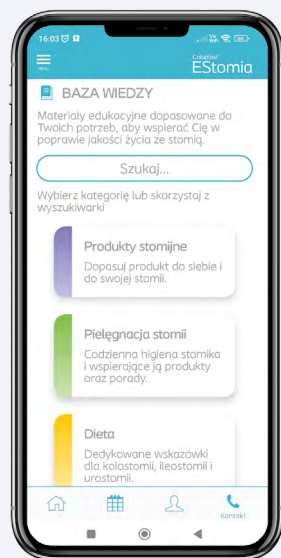 16:03
MENU
Coloplast®
EStomia
BAZA WIEDZY
Materiały edukacyjne dopasowane do
Twoich potrzeb, aby wspierać Cię w
poprawie jakości życia ze stomią.
Szukaj...
Wybierz kategorię lub skorzystaj z
wyszukiwarki
Produkty stomijne
Dopasuj produkt do siebie i
do swojej stomii.
Pielęgnacja stomii
Codzienna higiena stomika
i wspierające ją produkty
oraz porady.
Dieta
Dedykowane wskazówki
dla kolostomii, ileostomii i
urostomii.
Kontakt